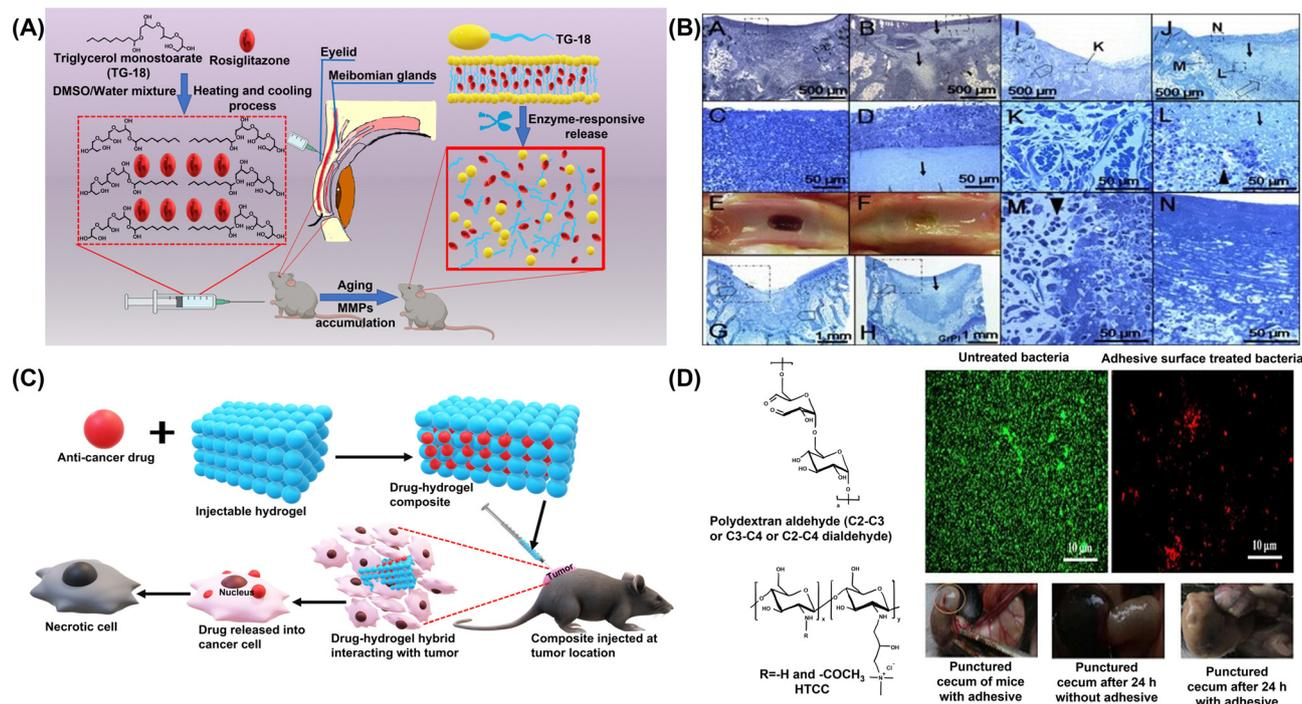 (A)
Triglycerol monostoarate
(TG-18)
Rosiglitazone
DMSO/Water mixture
Heating and cooling
process
Eyelid
Meibomian glands
TG-18
Enzyme-responsive
release
Aging
MMPs
accumulation
(B)
A
500 µm
B
500 µm
I
K
500 µm
J
N
M
L
500 µm
C
50 µm
D
50 µm
K
50 µm
L
50 µm
E
F
M
50 µm
N
50 µm
G
1 mm
H
GrPl
1 mm
(C)
Anti-cancer drug
+
Injectable hydrogel
Drug-hydrogel
composite
Tumor
Composite injected at
tumor location
Drug-hydrogel hybrid
interacting with tumor
Nucleus
Drug released into
cancer cell
Necrotic cell
(D)
Polydextran aldehyde (C2-C3
or C3-C4 or C2-C4 dialdehyde)
R=-H and -COCH3
HTCC
Untreated bacteria
10 µm
Adhesive surface treated bacteria
10 µm
Punctured
cecum of mice
with adhesive
Punctured
cecum after 24 h
without adhesive
Punctured
cecum after 24 h
with adhesive